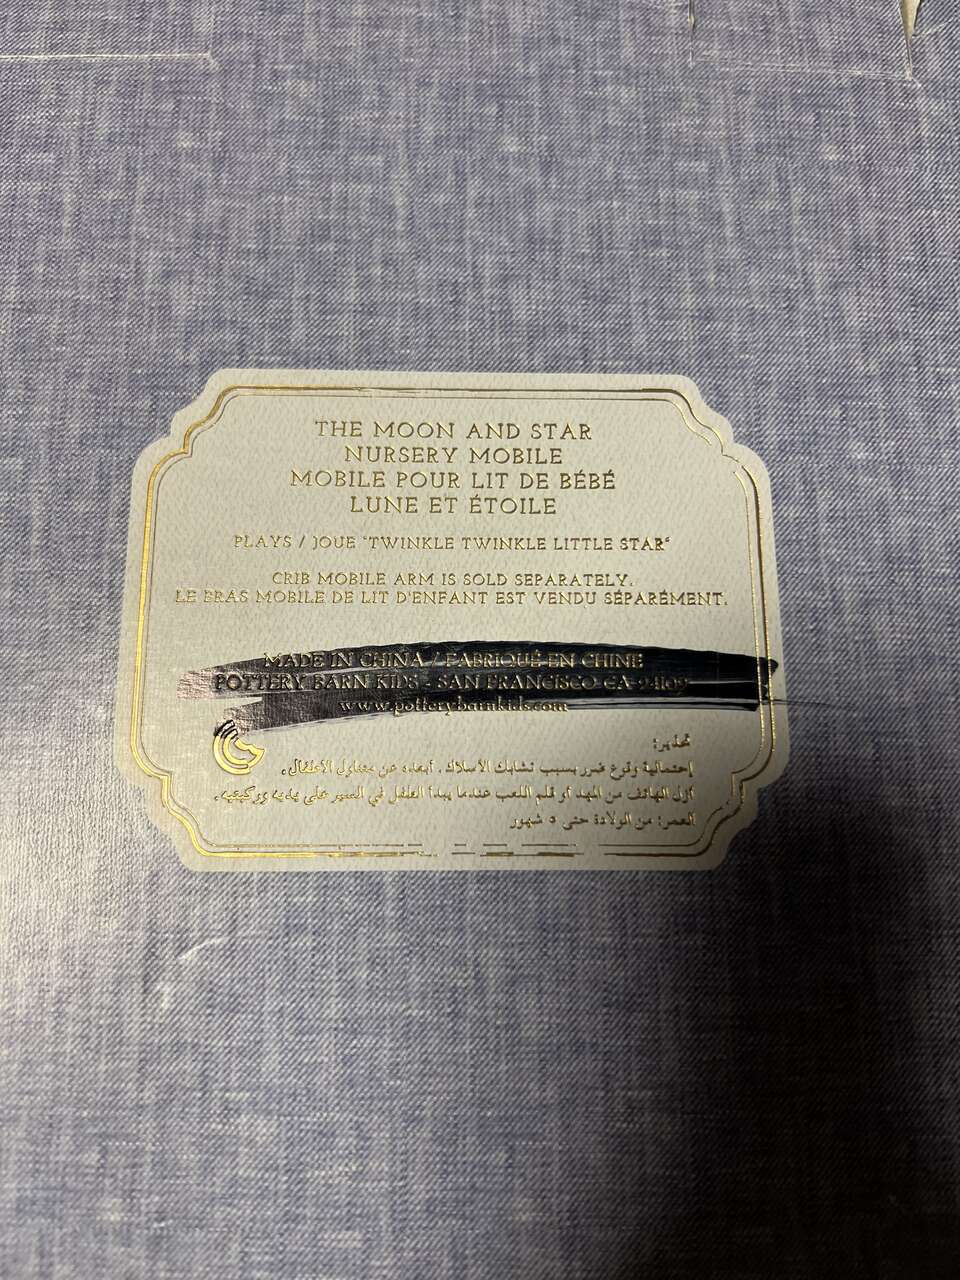 THE MOON AND STAR
NURSERY MOBILE
MOBILE POUR LIT DE BÉBÉ
LUNE ET ÉTOILE
PLAYS / JOUE "TWINKLE TWINKLE LITTLE STAR"
CRIB MOBILE ARM IS SOLD SEPARATELY.
LE BRAS MOBILE DE LIT D'ENFANT EST VENDU SÉPARÉMENT.
MADE IN CHINA / FABRIQUÉ EN CHINE
POTTERY BARN KIDS - SAN FRANCISCO CA 94109
www.potterybarnkids.com
تحذير:
إحتمالية وقوع ضرر بسبب تشابك الأسلاك. أبعده عن متناول الأطفال.
أزل الهاتف من المهد أو قلم اللعب عندما يبدأ الطفل في السير على يديه وركبتيه.
العمر: من الولادة حتى ٥ شهور